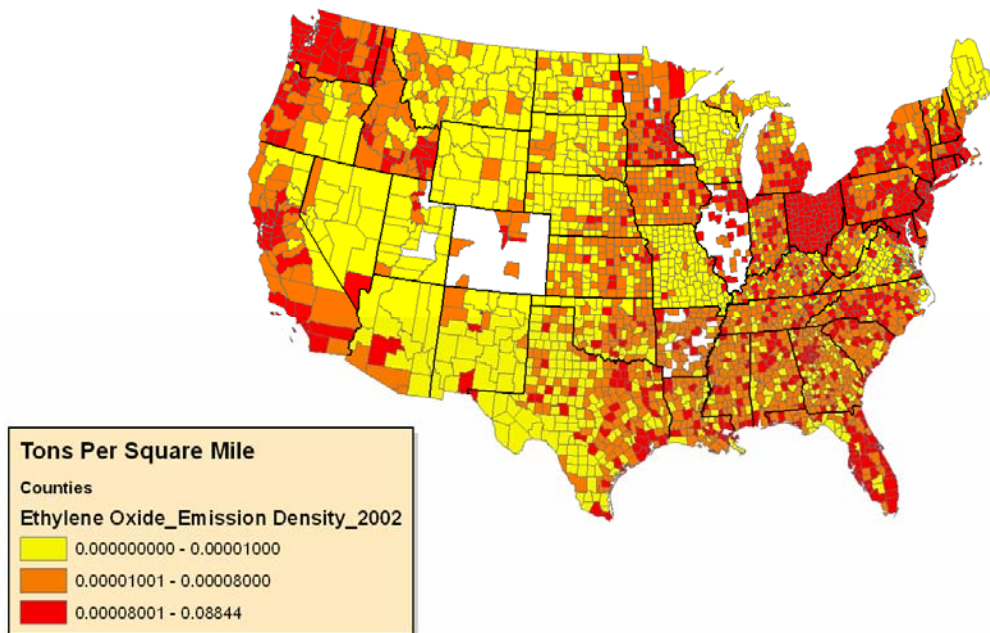 Tons Per Square Mile
Counties
Ethylene Oxide_Emission Density_2002
0.000000000 - 0.00001000
0.00001001 - 0.00008000
0.00008001 - 0.08844